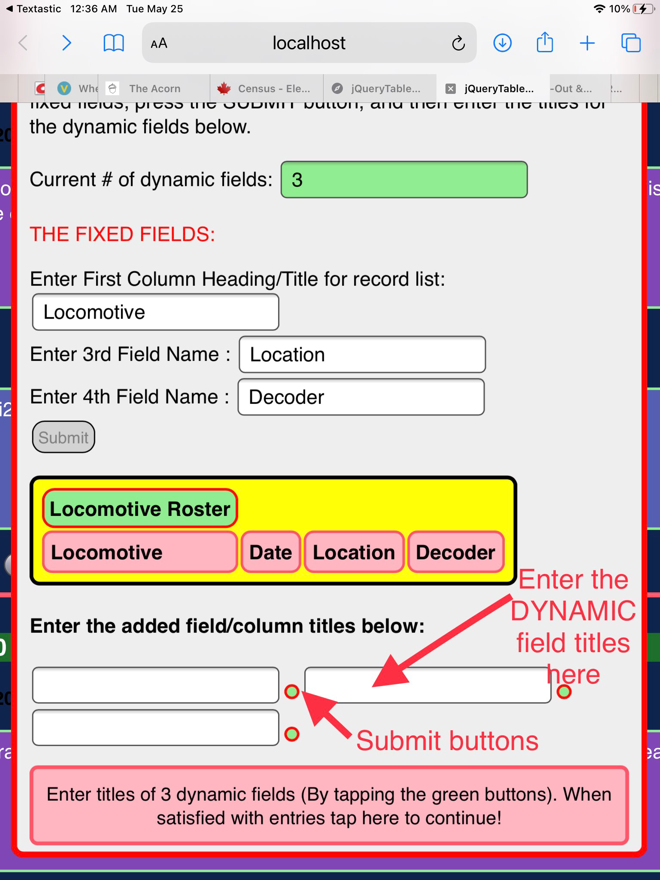 ◄ Textastic 12:36 AM Tue May 25 10%
AA localhost
Whe The Acorn Census - Ele... jQueryTable... jQueryTable... -Out &... t...
fixed fields, press the SUBMIT button, and then enter the titles for
the dynamic fields below.
Current # of dynamic fields: 3
THE FIXED FIELDS:
Enter First Column Heading/Title for record list:
Locomotive
Enter 3rd Field Name : Location
Enter 4th Field Name : Decoder
Submit
Locomotive Roster
Locomotive Date Location Decoder
Enter the
DYNAMIC
field titles
here
Enter the added field/column titles below:
Submit buttons
Enter titles of 3 dynamic fields (By tapping the green buttons). When
satisfied with entries tap here to continue!